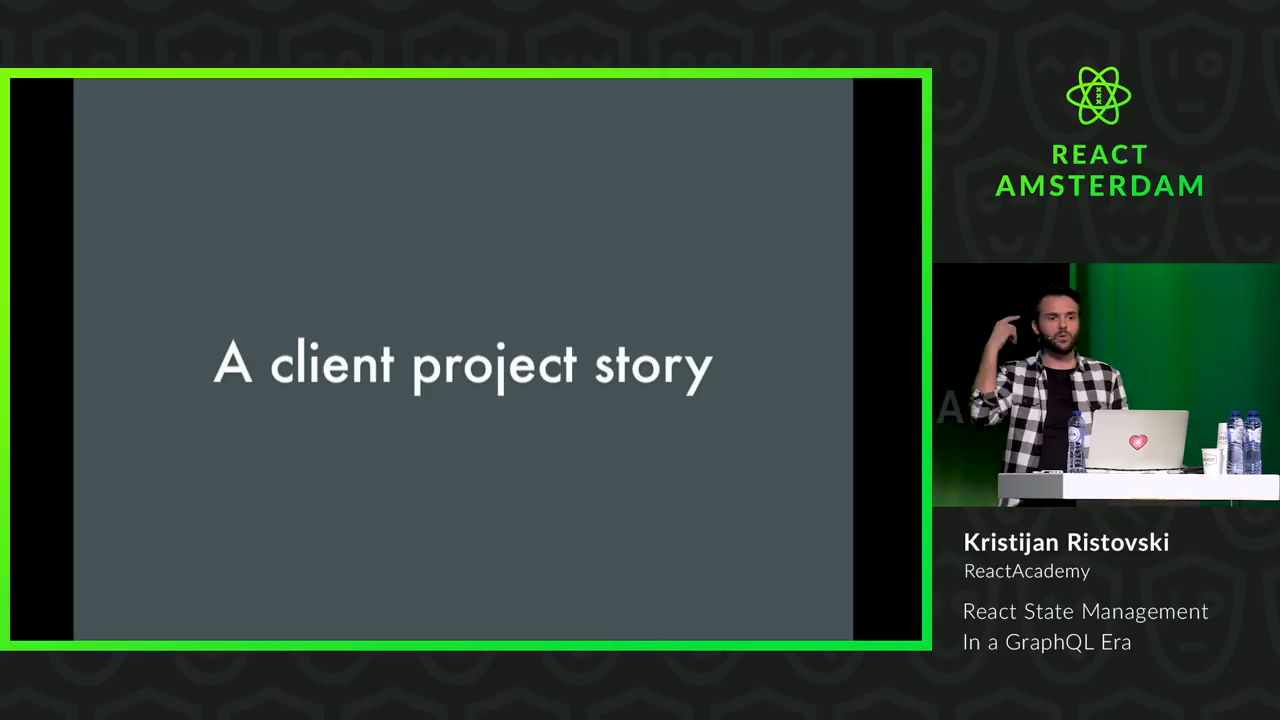 A client project story
REACT
AMSTERDAM
Kristijan Ristovski
ReactAcademy
React State Management
In a GraphQL Era